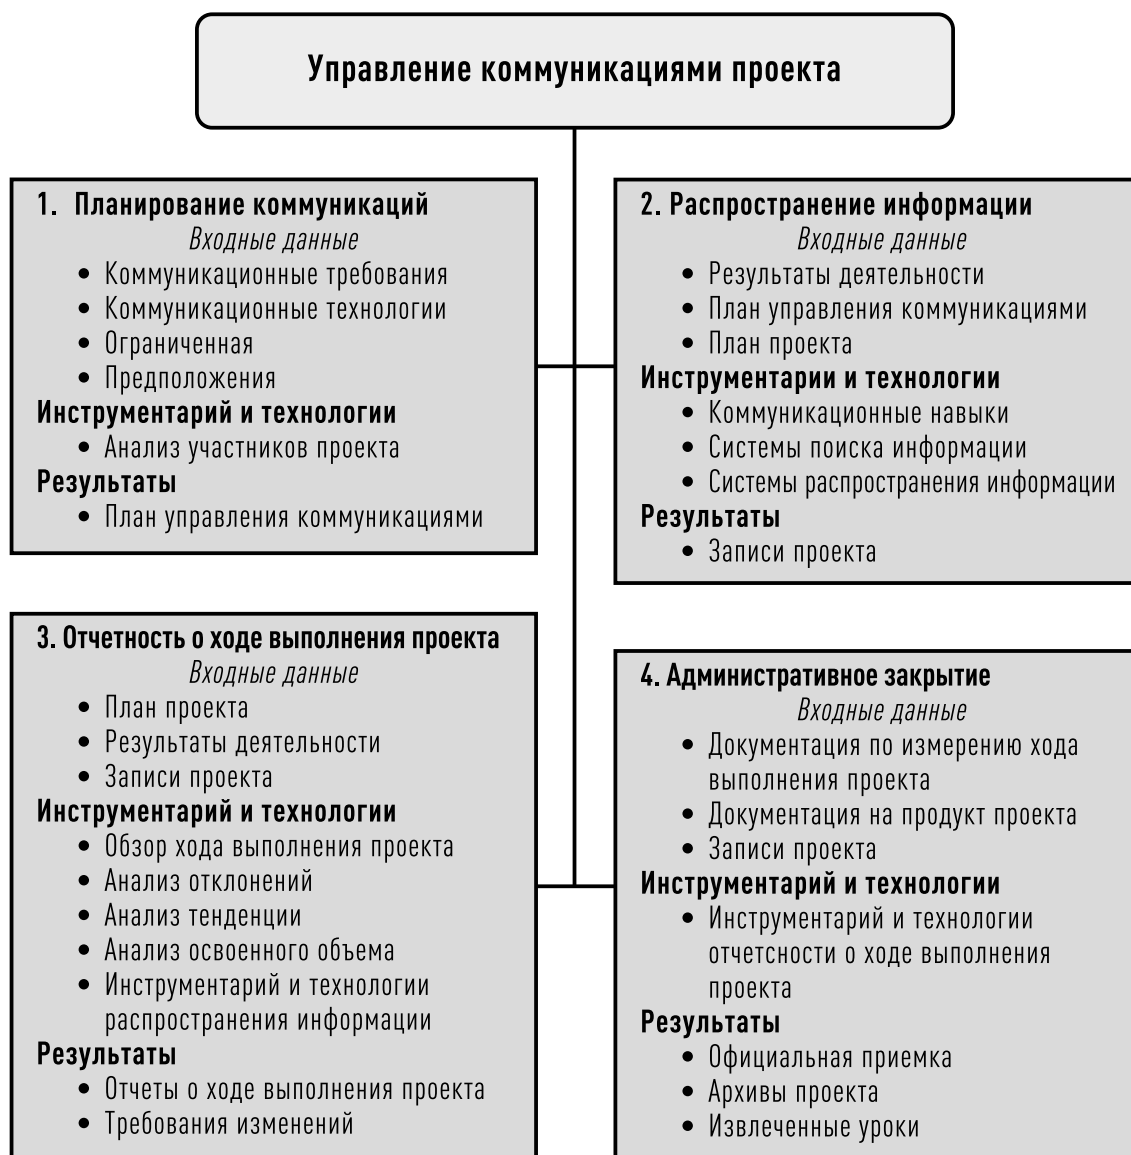 Управление коммуникациями проекта
1. Планирование коммуникаций
Входные данные
• Коммуникационные требования
• Коммуникационные технологии
• Ограниченная
• Предположения
Инструментарий и технологии
• Анализ участников проекта
Результаты
• План управления коммуникациями
2. Распространение информации
Входные данные
• Результаты деятельности
• План управления коммуникациями
• План проекта
Инструментарии и технологии
• Коммуникационные навыки
• Системы поиска информации
• Системы распространения информации
Результаты
• Записи проекта
3. Отчетность о ходе выполнения проекта
Входные данные
• План проекта
• Результаты деятельности
• Записи проекта
Инструментарий и технологии
• Обзор хода выполнения проекта
• Анализ отклонений
• Анализ тенденции
• Анализ освоенного объема
• Инструментарий и технологии
распространения информации
Результаты
• Отчеты о ходе выполнения проекта
• Требования изменений
4. Административное закрытие
Входные данные
• Документация по измерению хода
выполнения проекта
• Документация на продукт проекта
• Записи проекта
Инструментарий и технологии
• Инструментарий и технологии
отчетсности о ходе выполнения
проекта
Результаты
• Официальная приемка
• Архивы проекта
• Извлеченные уроки